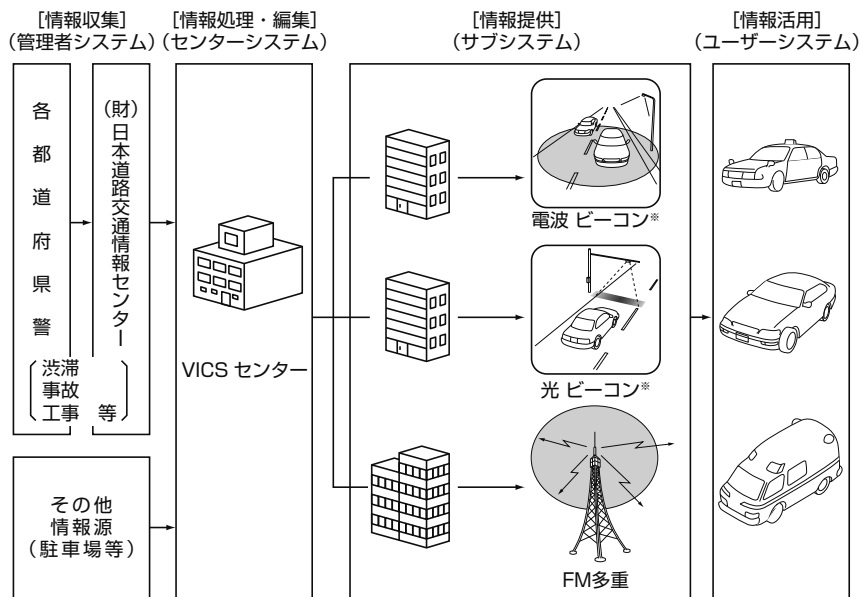 [情報収集]
(管理者システム)
[情報処理・編集]
(センターシステム)
[情報提供]
(サブシステム)
[情報活用]
(ユーザーシステム)
各都道府県警
(財)日本道路交通情報センター
渋滞
事故
工事 等
その他
情報源
(駐車場等)
VICS センター
電波 ビーコン※
光 ビーコン※
FM多重